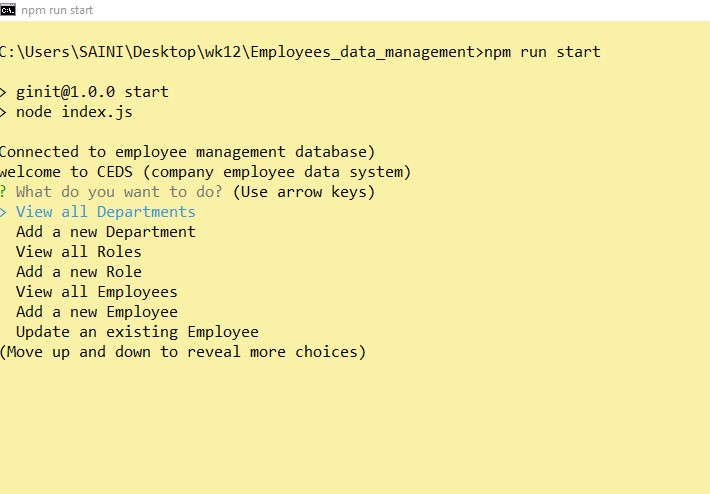 npm run start
C:\Users\SAINI\Desktop\wk12\Employees_data_management>npm run start
> ginit@1.0.0 start
> node index.js
Connected to employee management database)
welcome to CEDS (company employee data system)
? What do you want to do? (Use arrow keys)
> View all Departments
Add a new Department
View all Roles
Add a new Role
View all Employees
Add a new Employee
Update an existing Employee
(Move up and down to reveal more choices)